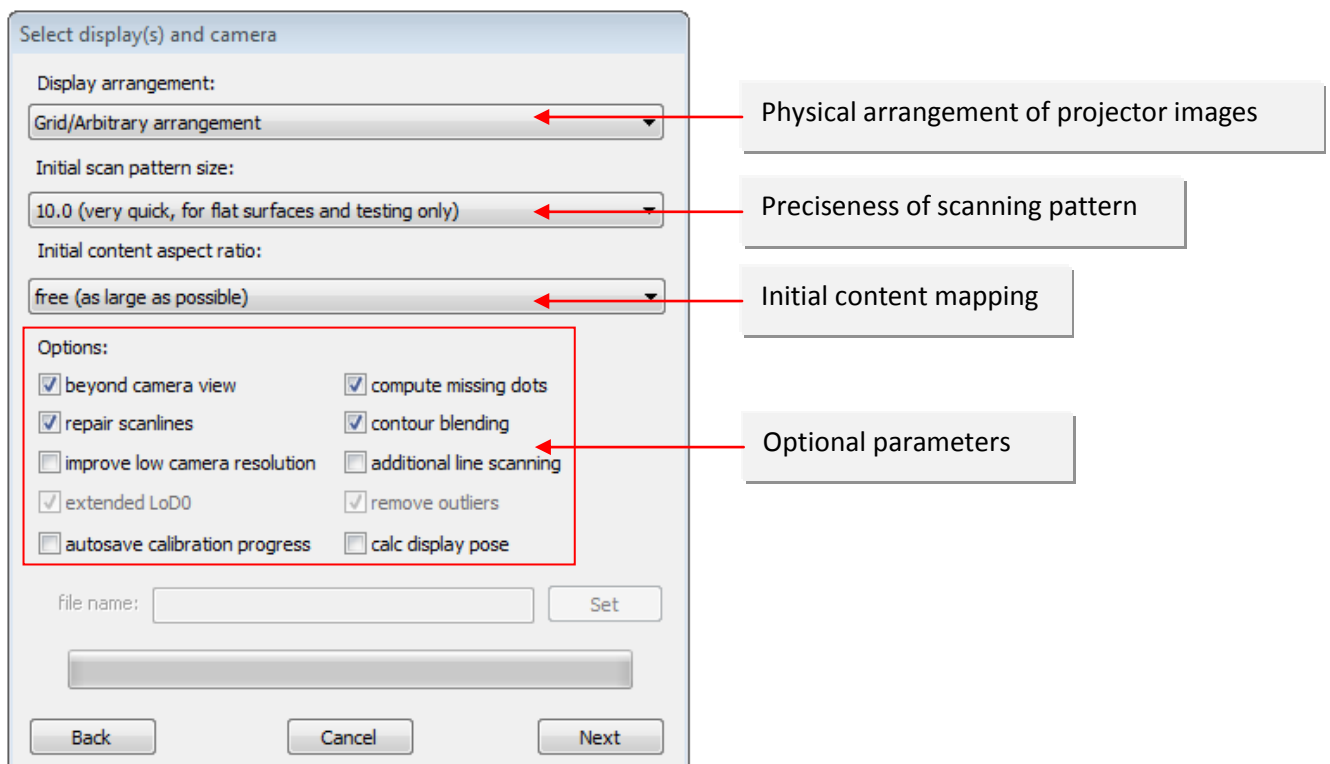 Select display(s) and camera
Display arrangement:
Grid/Arbitrary arrangement
Physical arrangement of projector images
Initial scan pattern size:
10.0 (very quick, for flat surfaces and testing only)
Preciseness of scanning pattern
Initial content aspect ratio:
free (as large as possible)
Initial content mapping
Options:
beyond camera view
compute missing dots
repair scanlines
contour blending
Optional parameters
improve low camera resolution
additional line scanning
extended LoD0
remove outliers
autosave calibration progress
calc display pose
file name:
Set
Back
Cancel
Next